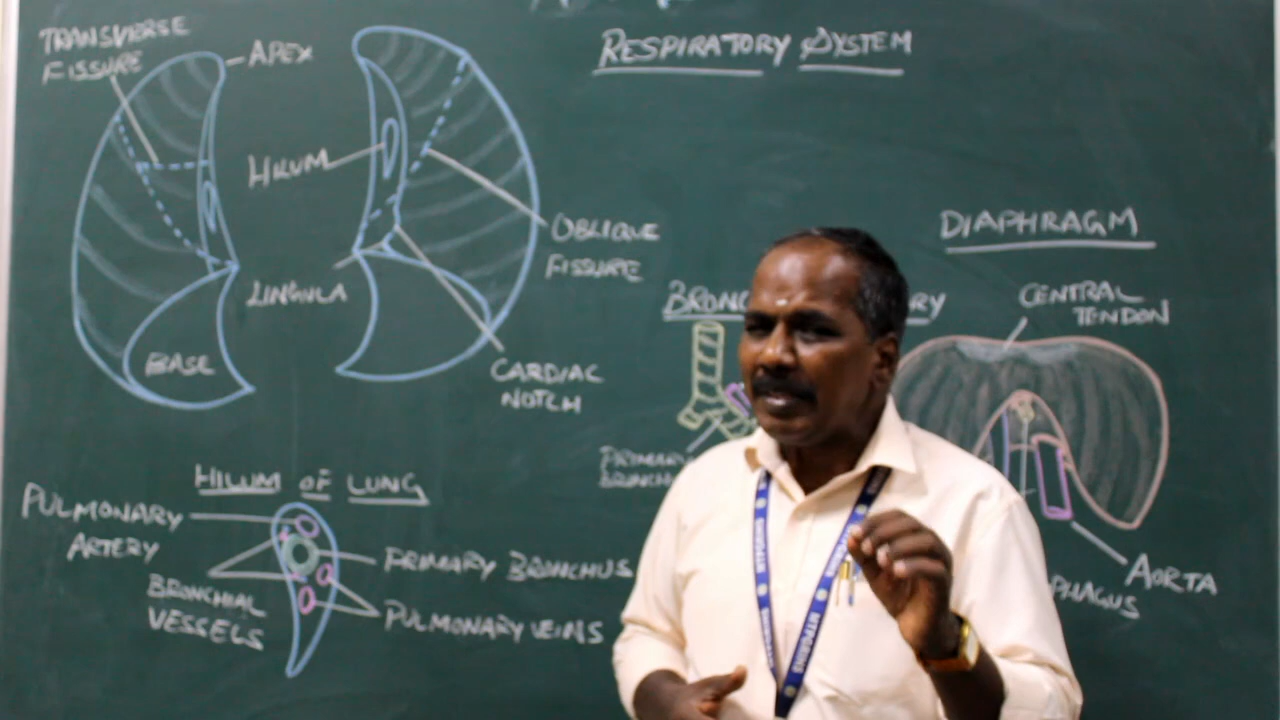 TRANSVERSE
FISSURE
APEX
RESPIRATORY SYSTEM
HILUM
OBLIQUE
FISSURE
LINGULA
BASE
CARDIAC
NOTCH
DIAPHRAGM
CENTRAL
TENDON
AORTA
HILUM OF LUNG
PULMONARY
ARTERY
PRIMARY BRONCHUS
BRONCHIAL
VESSELS
PULMONARY VEINS